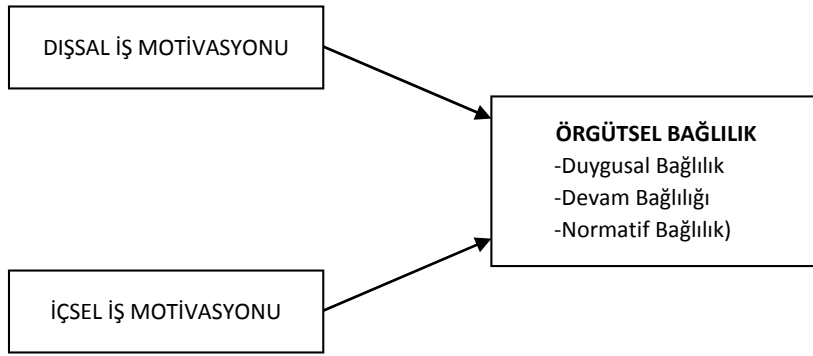 DIŞSAL İŞ MOTİVASYONU
ÖRGÜTSEL BAĞLILIK
-Duygusal Bağlılık
-Devam Bağlılığı
-Normatif Bağlılık)
İÇSEL İŞ MOTİVASYONU